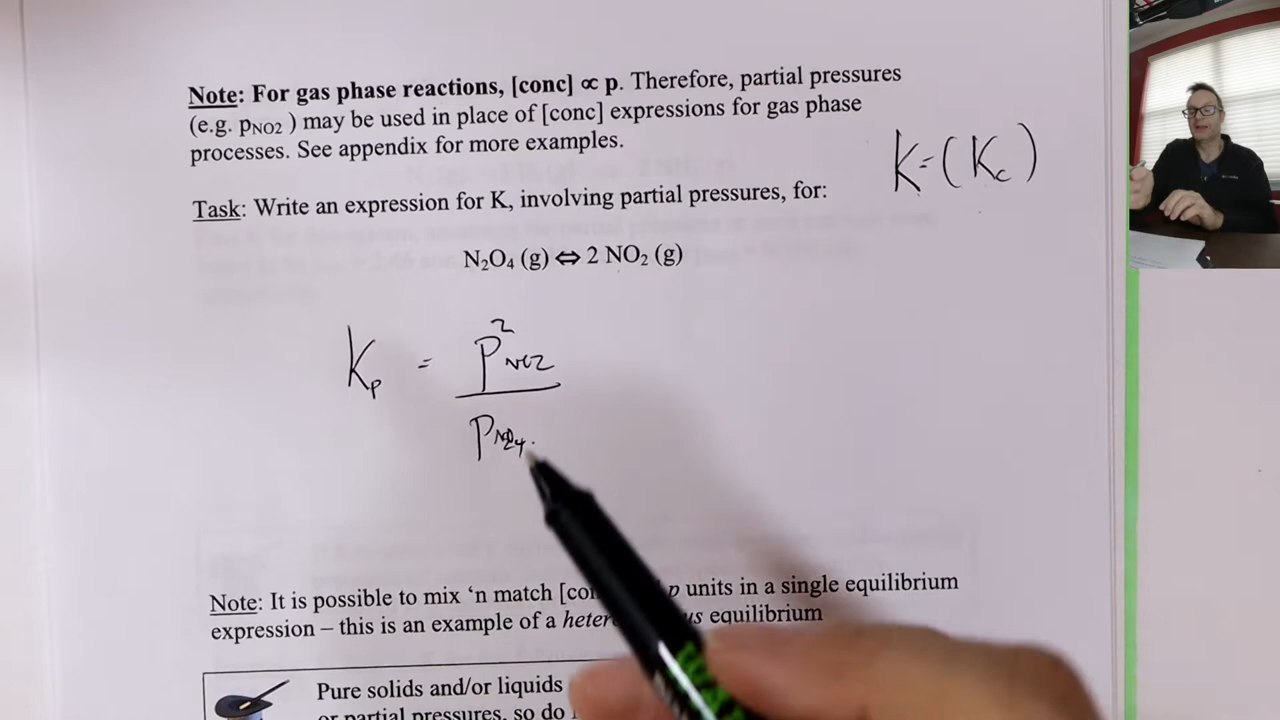 Note: For gas phase reactions, [conc] ∝ p. Therefore, partial pressures
(e.g. pNO2 ) may be used in place of [conc] expressions for gas phase
processes. See appendix for more examples.
K=(Kc)
Task: Write an expression for K, involving partial pressures, for:
N₂O₄ (g) ⇔ 2 NO₂ (g)
Kp = P²NO2
PN2O4
Note: It is possible to mix ‘n match [con p units in a single equilibrium
expression – this is an example of a equilibrium
Pure solids and/or liquids
or partial pressures, so do